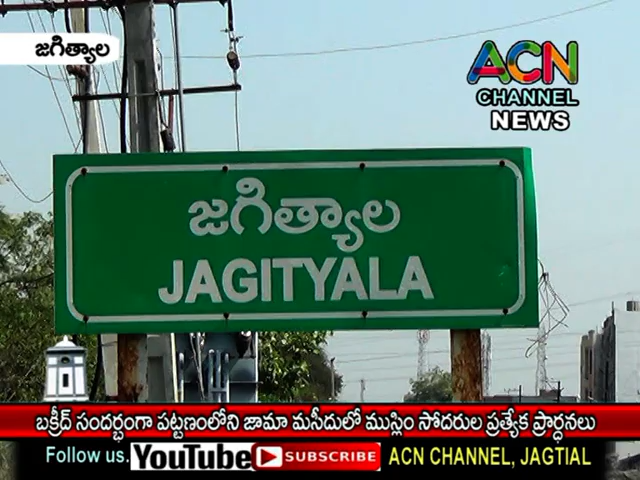 జగిత్యాల
ACN
CHANNEL
NEWS
జగిత్యాల
JAGITYALA
బక్రీద్ సందర్భంగా పట్టణంలోని జామా మసీదులో ముస్లిం సోదరుల ప్రత్యేక ప్రార్ధనలు
Follow us. YouTube SUBSCRIBE ACN CHANNEL, JAGTIAL